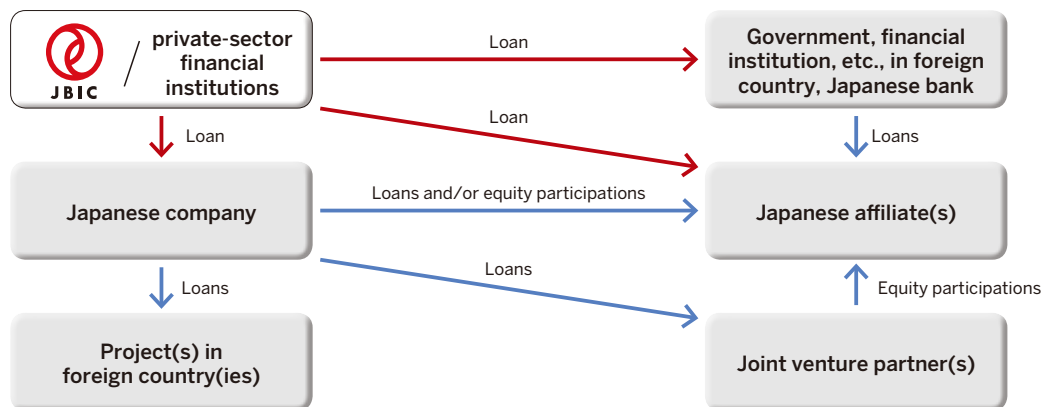 JBIC
/
private-sector
financial
institutions
Loan
Government, financial
institution, etc., in foreign
country, Japanese bank
Loan
Loan
Loans
Japanese company
Loans and/or equity participations
Japanese affiliate(s)
Loans
Loans
Equity participations
Project(s) in
foreign country(ies)
Joint venture partner(s)